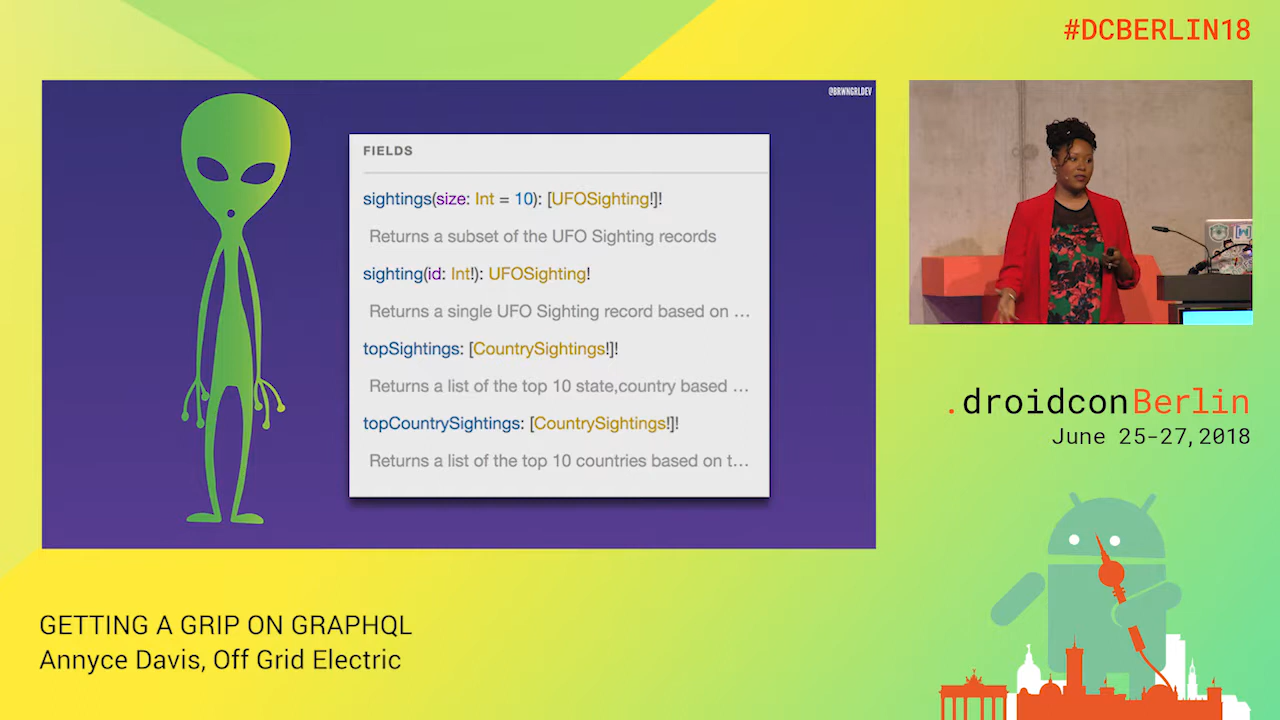 #DCBERLIN18
@BRWNGRLDEV
FIELDS
sightings(size: Int = 10): [UFOSighting!]!
Returns a subset of the UFO Sighting records
sighting(id: Int!): UFOSighting!
Returns a single UFO Sighting record based on …
topSightings: [CountrySightings!]!
Returns a list of the top 10 state,country based …
topCountrySightings: [CountrySightings!]!
Returns a list of the top 10 countries based on t…
.droidconBerlin
June 25-27,2018
GETTING A GRIP ON GRAPHQL
Annyce Davis, Off Grid Electric